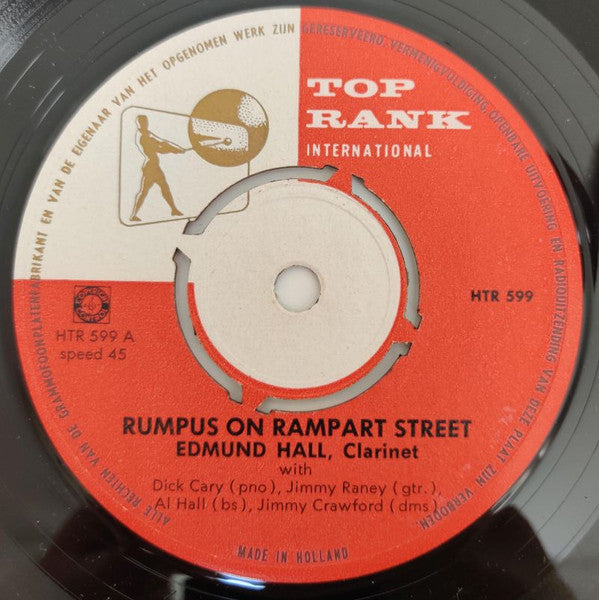 ALLE RECHTEN VAN DE GRAMMOFOONPLATENFABRIKANT EN VAN DE EIGENAAR VAN HET OPGENOMEN WERK ZIJN GERESERVEERD. VERMENIGVULDIGING, OPENBARE UITVOERING EN RADIOUITZENDING VAN DEZE PLAAT ZIJN VERBODEN.
TOP
RANK
INTERNATIONAL
HTR 599
COPYRIGHT
CONTROL
HTR 599 A
speed 45
RUMPUS ON RAMPART STREET
EDMUND HALL, Clarinet
with
Dick Cary (pno), Jimmy Raney (gtr.),
Al Hall (bs), Jimmy Crawford (dms)
MADE IN HOLLAND